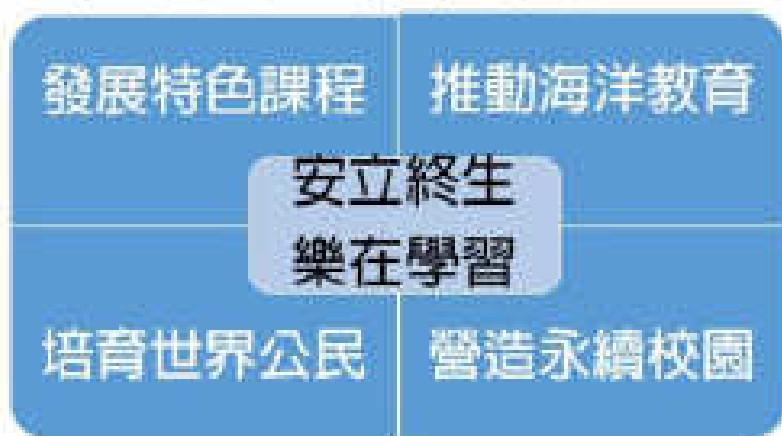 發展特色課程
推動海洋教育
安立終生
樂在學習
培育世界公民
營造永續校園